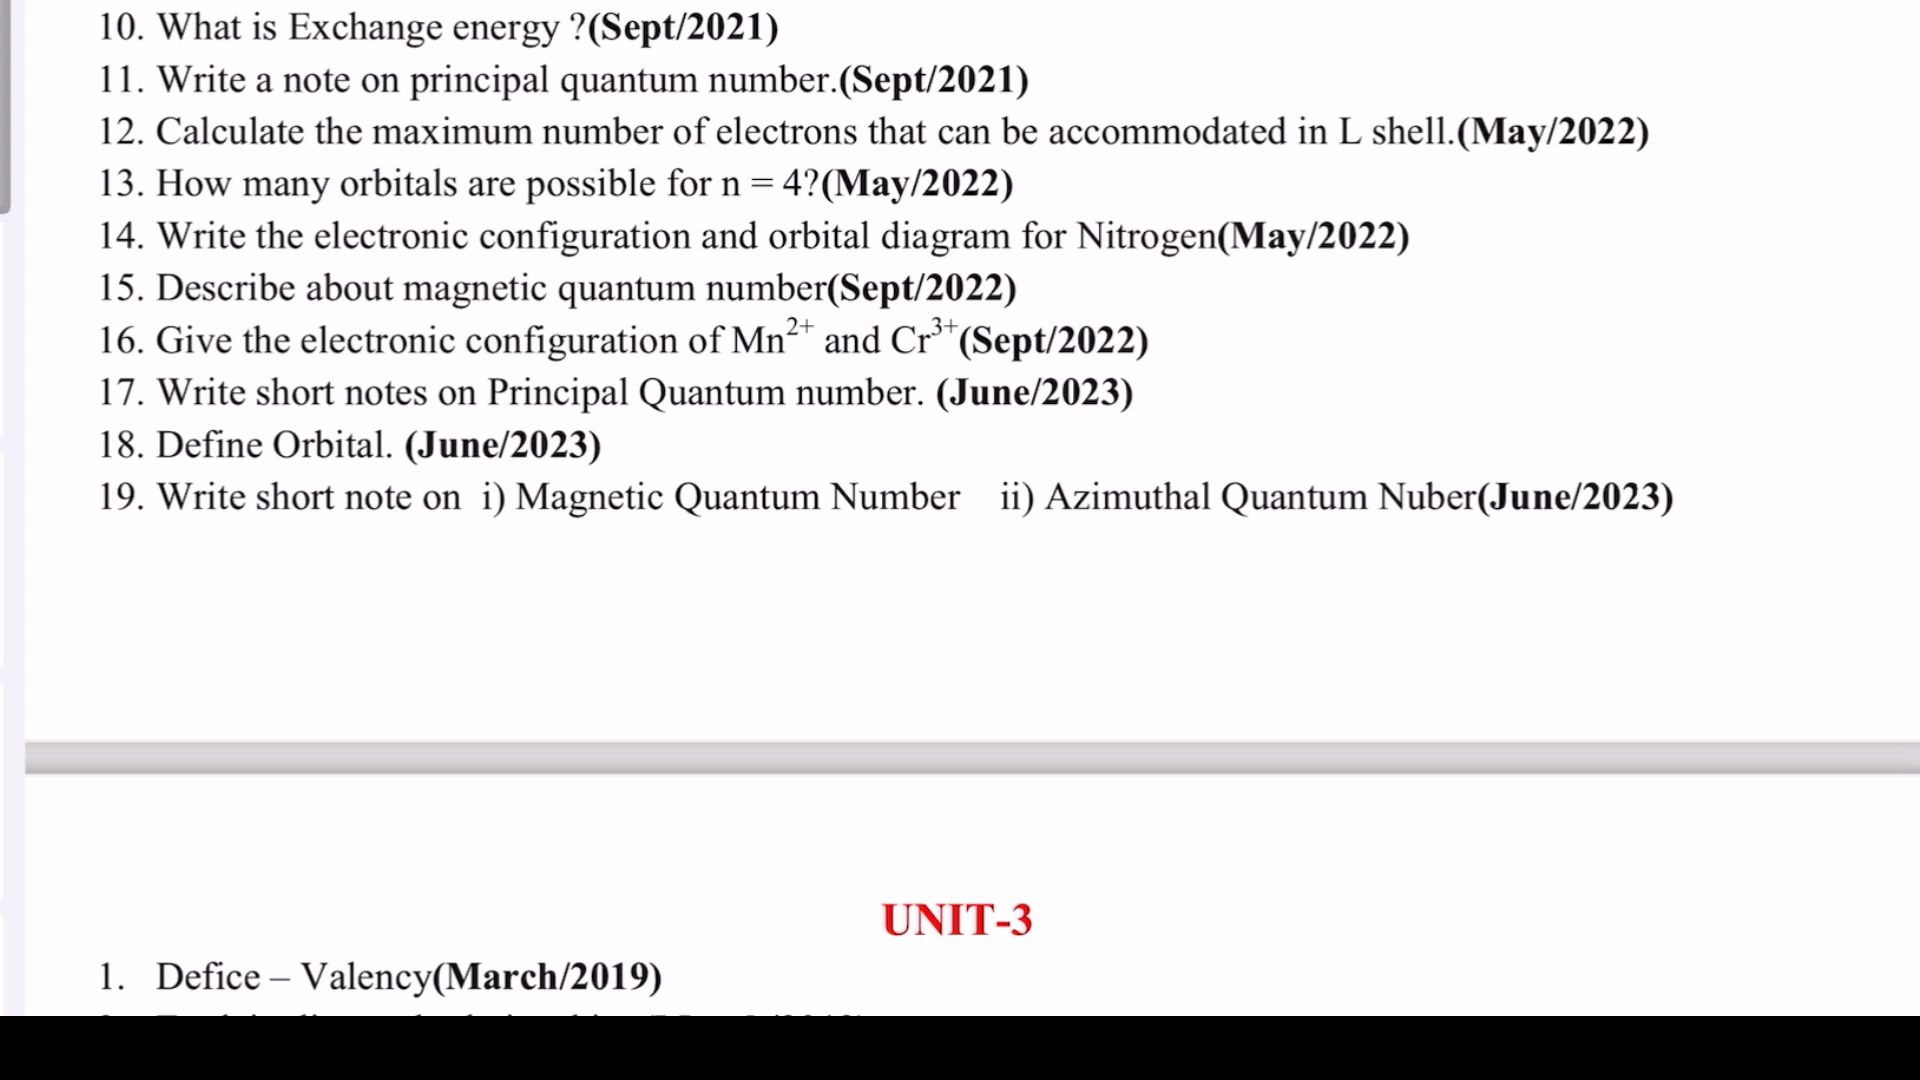 10. What is Exchange energy ?(Sept/2021)
11. Write a note on principal quantum number.(Sept/2021)
12. Calculate the maximum number of electrons that can be accommodated in L shell.(May/2022)
13. How many orbitals are possible for n = 4?(May/2022)
14. Write the electronic configuration and orbital diagram for Nitrogen(May/2022)
15. Describe about magnetic quantum number(Sept/2022)
16. Give the electronic configuration of Mn²⁺ and Cr³⁺(Sept/2022)
17. Write short notes on Principal Quantum number. (June/2023)
18. Define Orbital. (June/2023)
19. Write short note on i) Magnetic Quantum Number ii) Azimuthal Quantum Nuber(June/2023)
UNIT-3
1. Defice – Valency(March/2019)